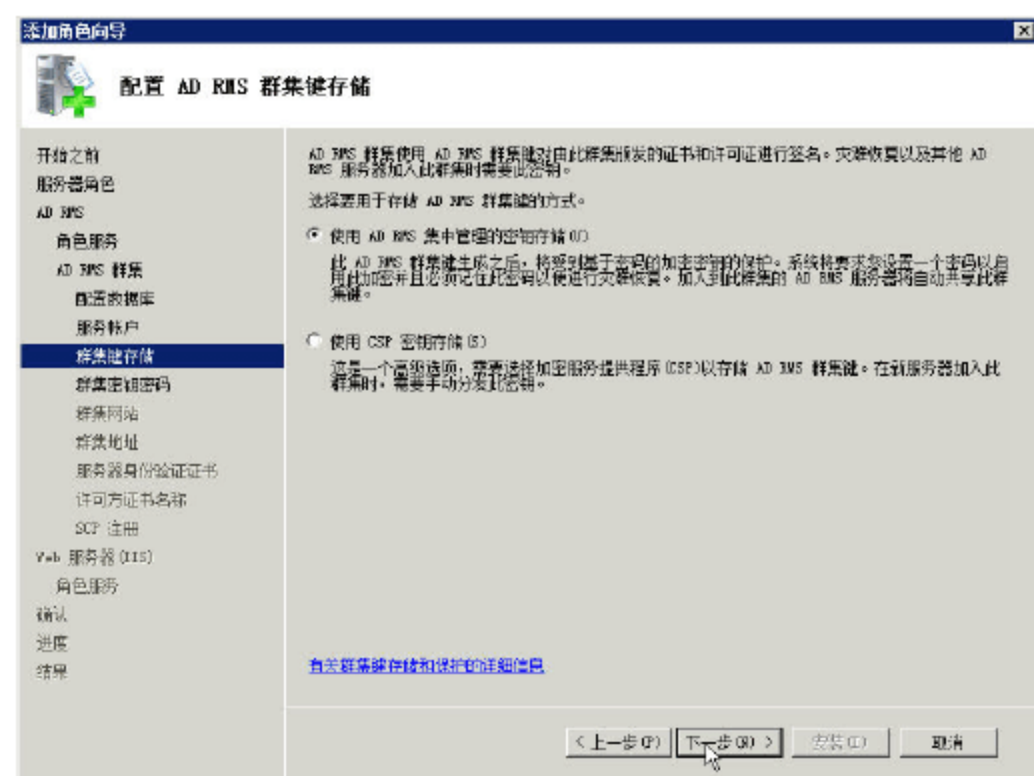 添加角色向导
配置 AD RMS 群集键存储
开始之前
服务器角色
AD RMS
角色服务
AD RMS 群集
配置数据库
服务帐户
群集键存储
群集密钥密码
群集网站
群集地址
服务器身份验证证书
许可方证书名称
SCP 注册
Web 服务器(IIS)
角色服务
确认
进度
结果
AD RMS 群集使用 AD RMS 群集键对由此群集颁发的证书和许可证进行签名。灾难恢复以及其他 AD
RMS 服务器加入此群集时需要此密钥。
选择要用于存储 AD RMS 群集键的方式。
使用 AD RMS 集中管理的密钥存储(U)
此 AD RMS 群集键生成之后，将受到基于密码的加密密钥的保护。系统将要求您设置一个密码以启
用此加密并且必须记住此密码以便进行灾难恢复。加入到此群集的 AD RMS 服务器将自动共享此群
集键。
使用 CSP 密钥存储(S)
这是一个高级选项，需要选择加密服务提供程序(CSP)以存储 AD RMS 群集键。在新服务器加入此
群集时，需要手动分发此密钥。
有关群集键存储和保护的详细信息
< 上一步(P)
下一步(N) >
安装(I)
取消